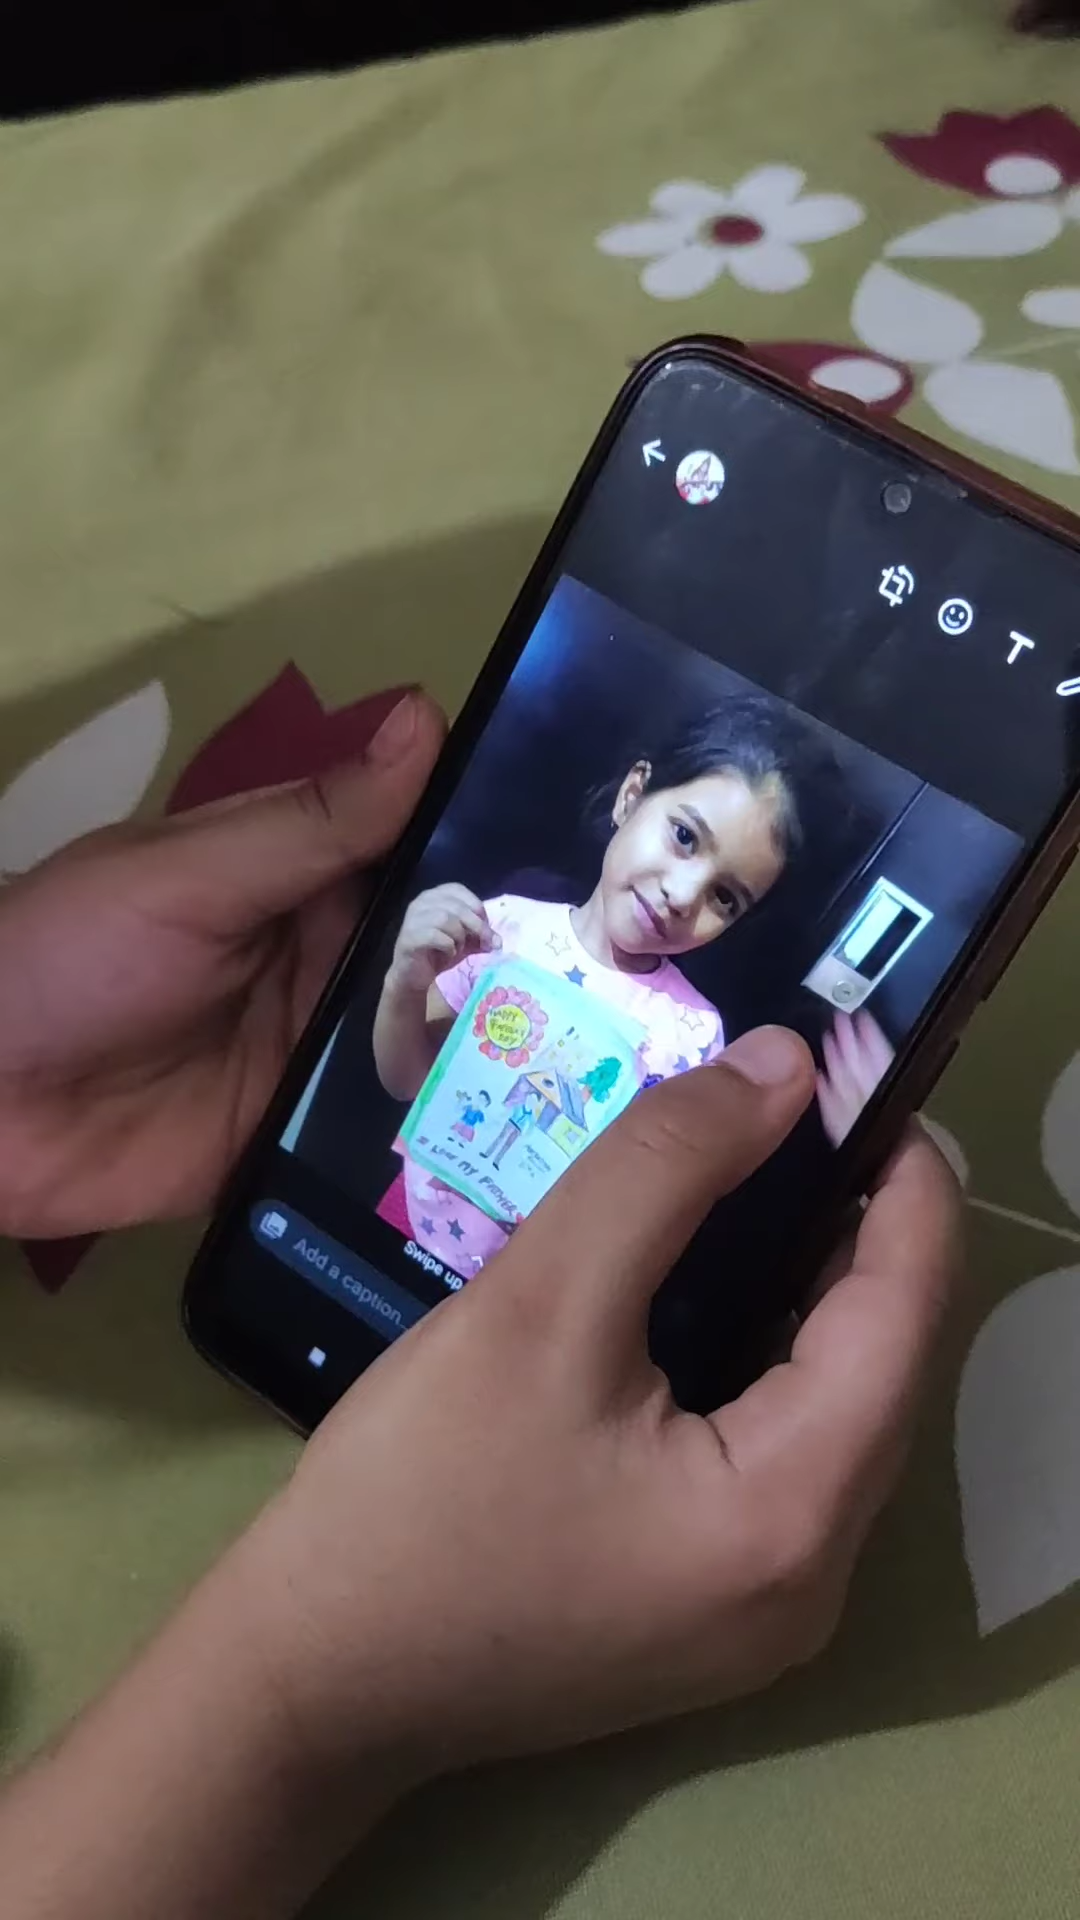 T
HAPPY
FATHER'S
DAY
I LOVE MY FATHER
Swipe up
Add a caption...